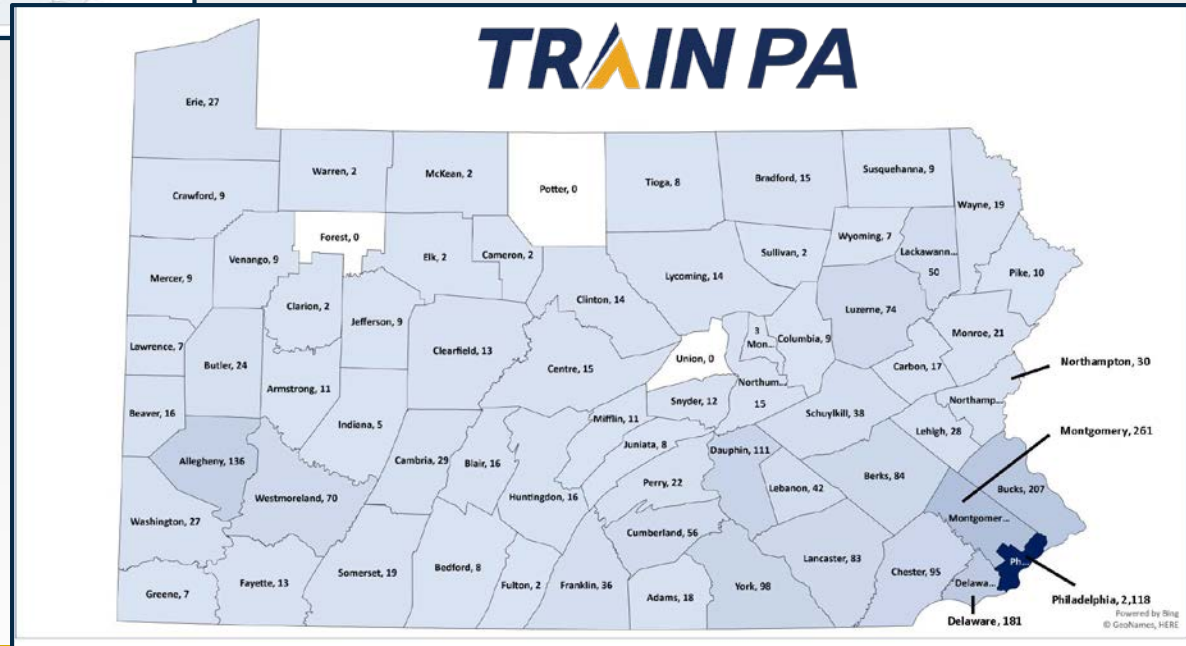 TRAIN PA
Erie, 27
Warren, 2
McKean, 2
Potter, 0
Tioga, 8
Bradford, 15
Susquehanna, 9
Crawford, 9
Wayne, 19
Forest, 0
Venango, 9
Elk, 2
Cameron, 2
Sullivan, 2
Wyoming, 7
Lackawann...
50
Mercer, 9
Lycoming, 14
Pike, 10
Clarion, 2
Clinton, 14
Jefferson, 9
Luzerne, 74
Lawrence, 7
Clearfield, 13
3
Mon...
Columbia, 9
Monroe, 21
Butler, 24
Union, 0
Centre, 15
Carbon, 17
Northampton, 30
Armstrong, 11
Northum...
15
Northamp...
Beaver, 16
Snyder, 12
Mifflin, 11
Schuylkill, 38
Indiana, 5
Lehigh, 28
Montgomery, 261
Juniata, 8
Dauphin, 111
Allegheny, 136
Cambria, 29
Blair, 16
Berks, 84
Perry, 22
Lebanon, 42
Bucks, 207
Westmoreland, 70
Huntingdon, 16
Montgomer...
Washington, 27
Cumberland, 56
Lancaster, 83
Ph...
Somerset, 19
Bedford, 8
Chester, 95
Fayette, 13
Fulton, 2
Franklin, 36
York, 98
Delawa...
Greene, 7
Adams, 18
Philadelphia, 2,118
Delaware, 181
Powered by Bing
© GeoNames, HERE